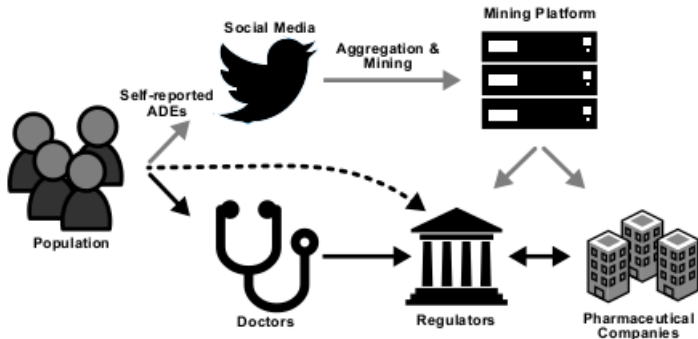 Social Media
Mining Platform
Aggregation &
Mining
Self-reported
ADEs
Population
Doctors
Regulators
Pharmaceutical
Companies